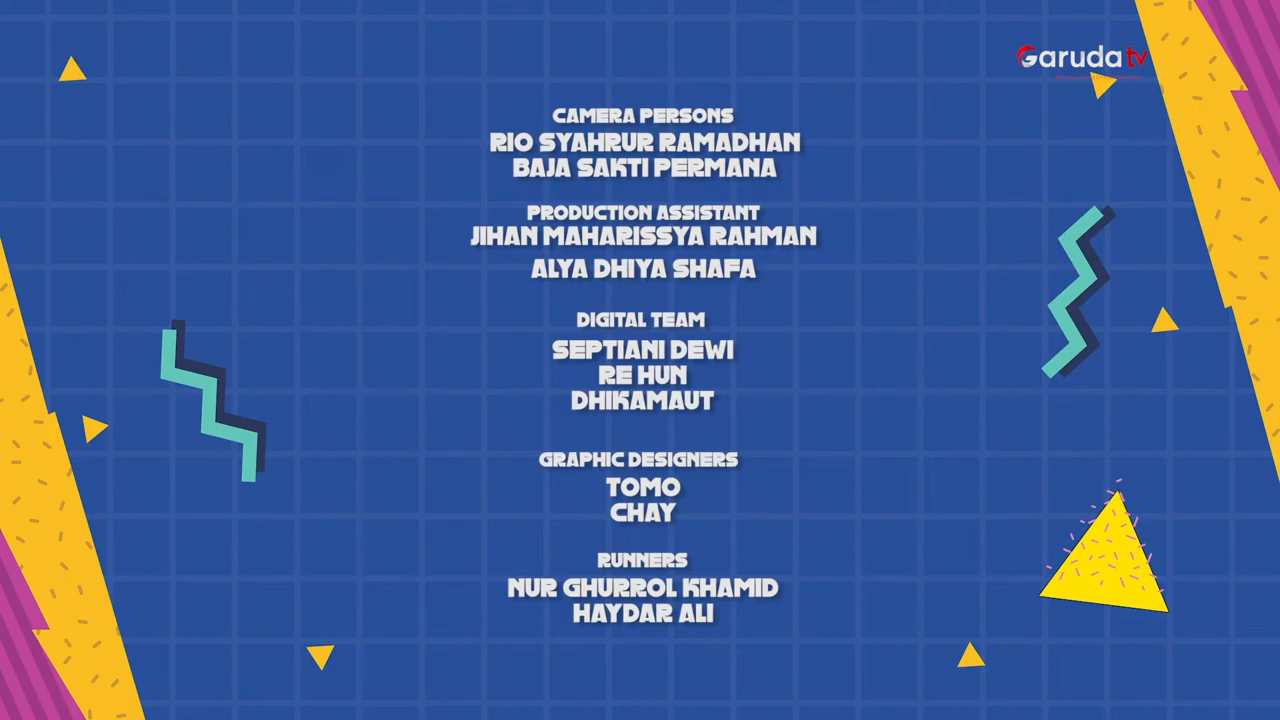 Garuda tv
CAMERA PERSONS
RIO SYAHRUR RAMADHAN
BAJA SAKTI PERMANA
PRODUCTION ASSISTANT
JIHAN MAHARISSYA RAHMAN
ALYA DHIYA SHAFA
DIGITAL TEAM
SEPTIANI DEWI
RE HUN
DHIKAMAUT
GRAPHIC DESIGNERS
TOMO
CHAY
RUNNERS
NUR GHURROL KHAMID
HAYDAR ALI